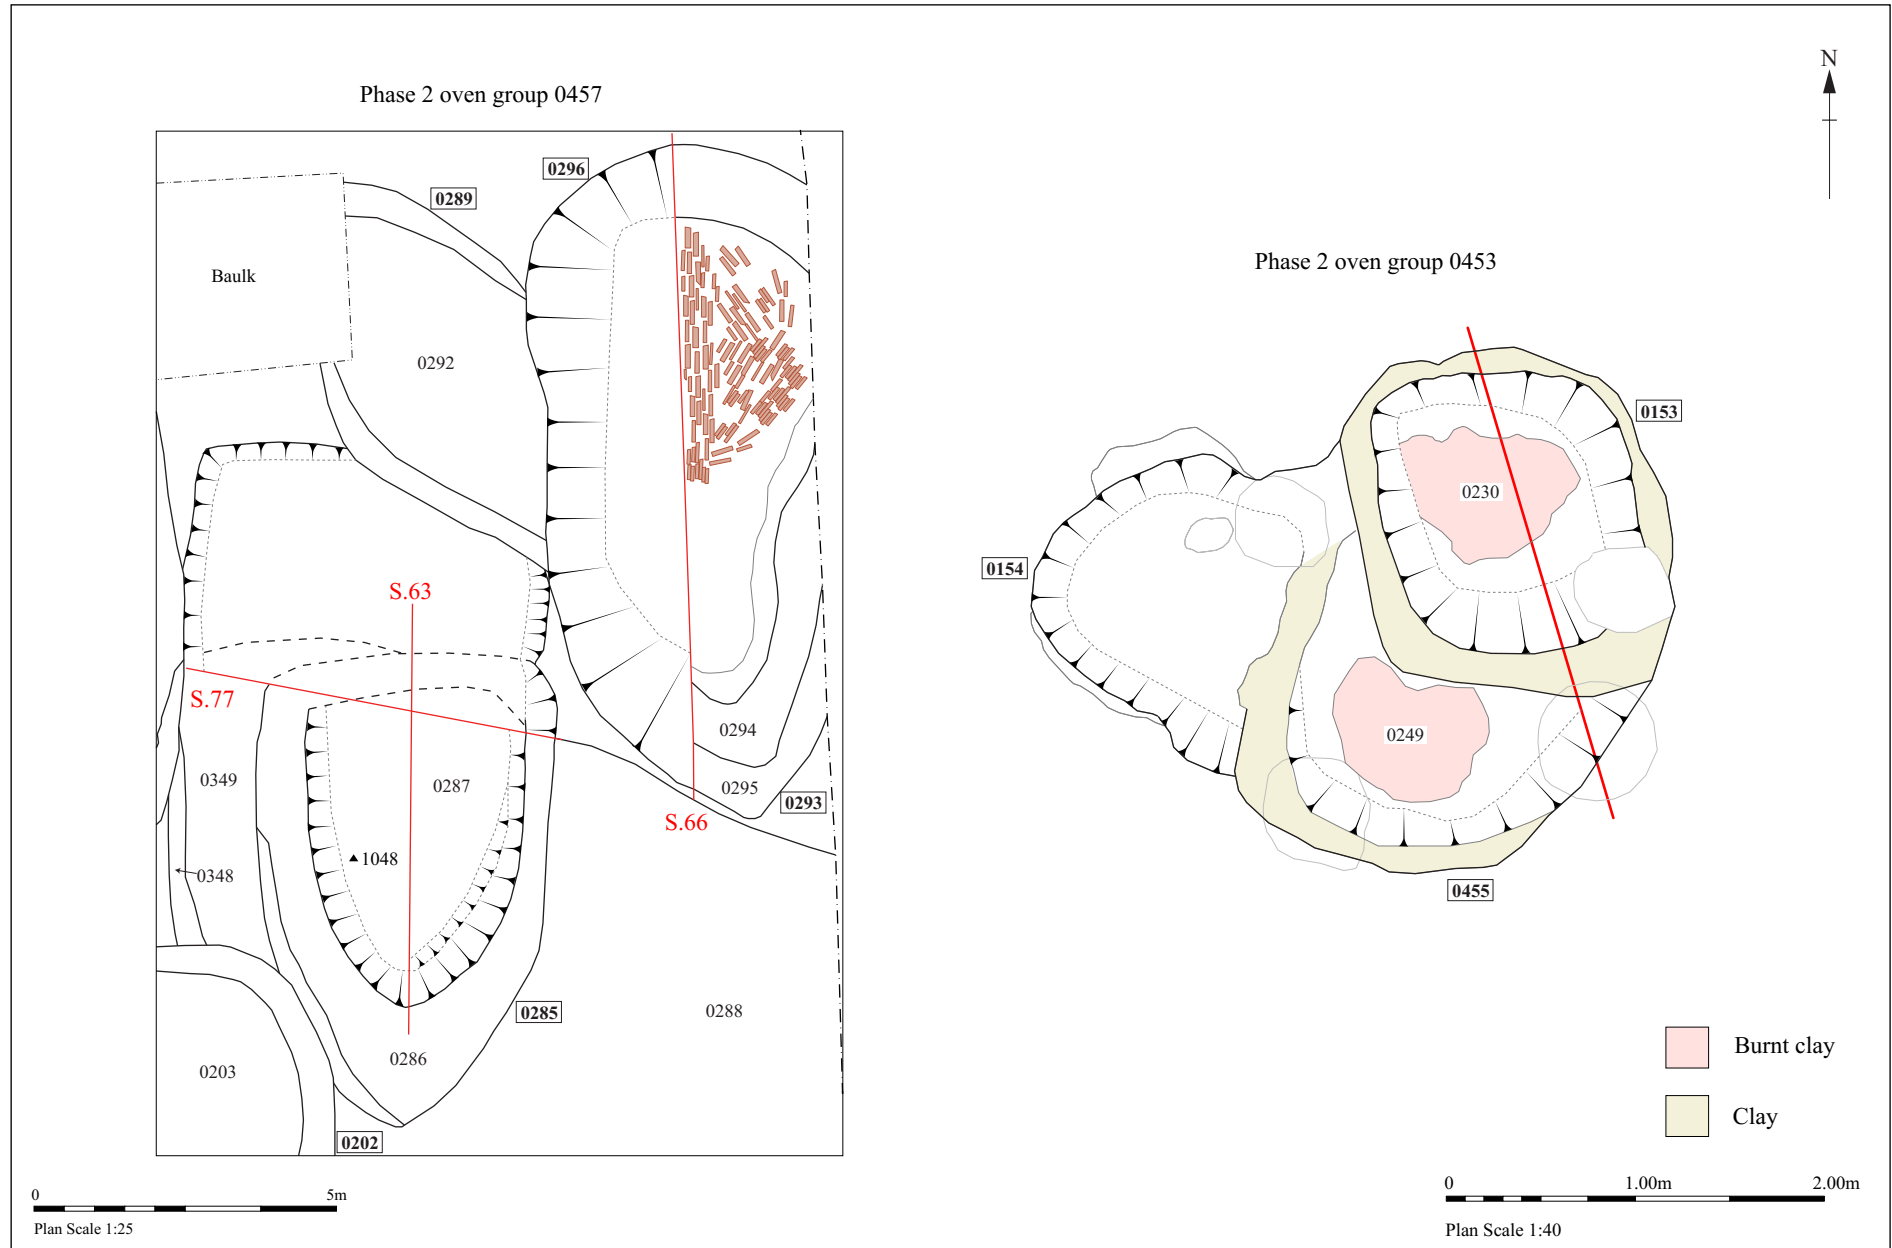 N
Phase 2 oven group 0457
0296
0289
Baulk
Phase 2 oven group 0453
0292
0153
0230
0154
S.63
S.77
0294
0249
0349
0287
0295
0293
S.66
1048
0348
0455
0285
0288
0286
Burnt clay
0203
Clay
0202
0 5m
Plan Scale 1:25
0 1.00m 2.00m
Plan Scale 1:40